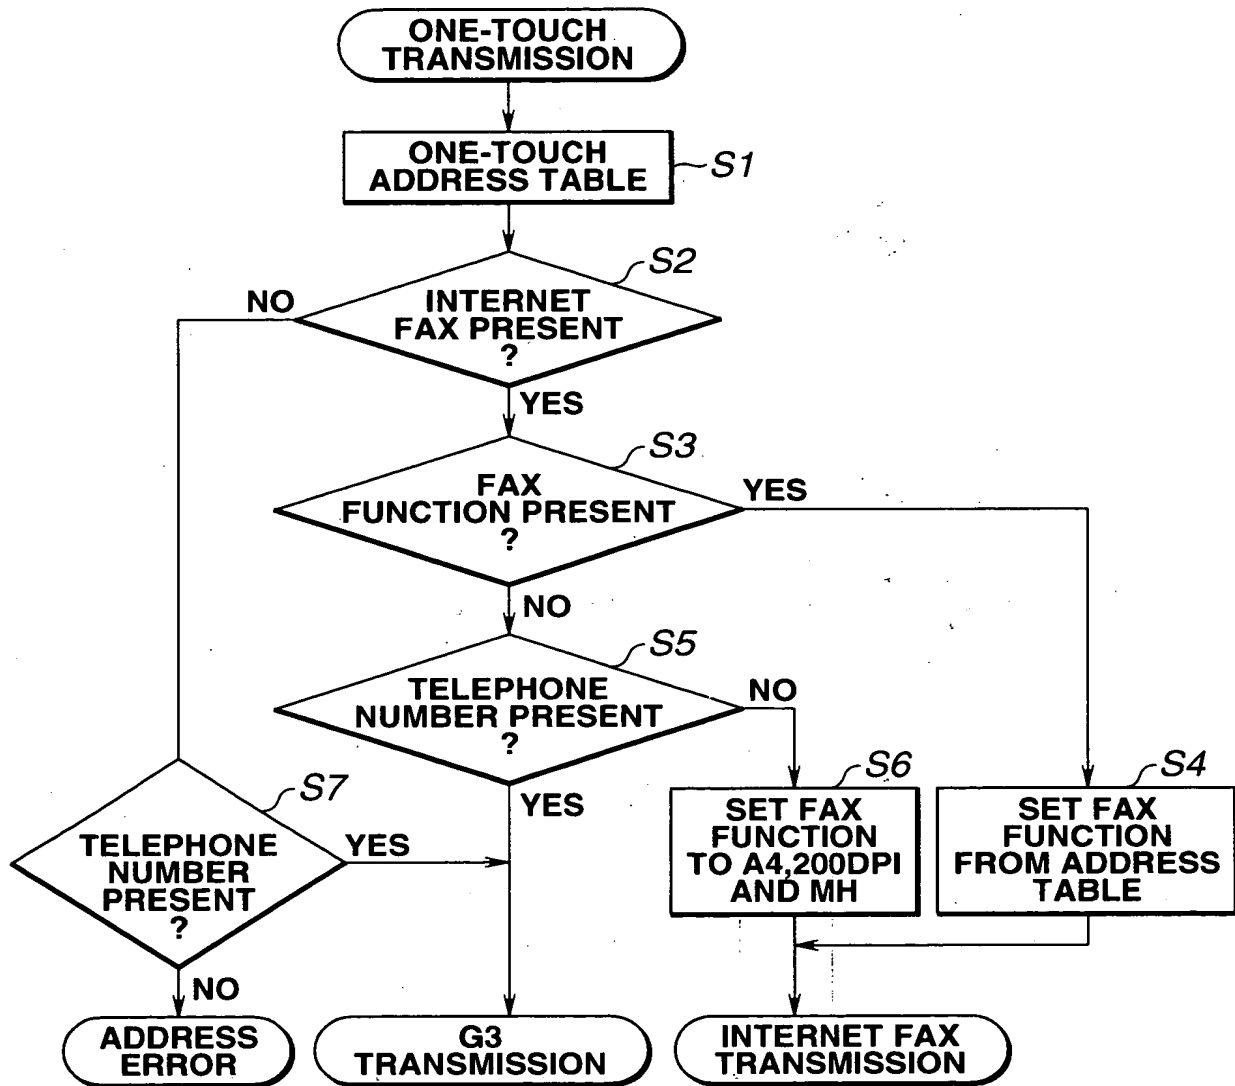 ONE-TOUCH
TRANSMISSION
ONE-TOUCH
ADDRESS TABLE
S1
S2
NO
INTERNET
FAX PRESENT
?
YES
S3
FAX
FUNCTION PRESENT
?
YES
NO
S5
TELEPHONE
NUMBER PRESENT
?
NO
YES
S7
TELEPHONE
NUMBER
PRESENT
?
YES
NO
S6
SET FAX
FUNCTION
TO A4,200DPI
AND MH
S4
SET FAX
FUNCTION
FROM ADDRESS
TABLE
ADDRESS
ERROR
G3
TRANSMISSION
INTERNET FAX
TRANSMISSION